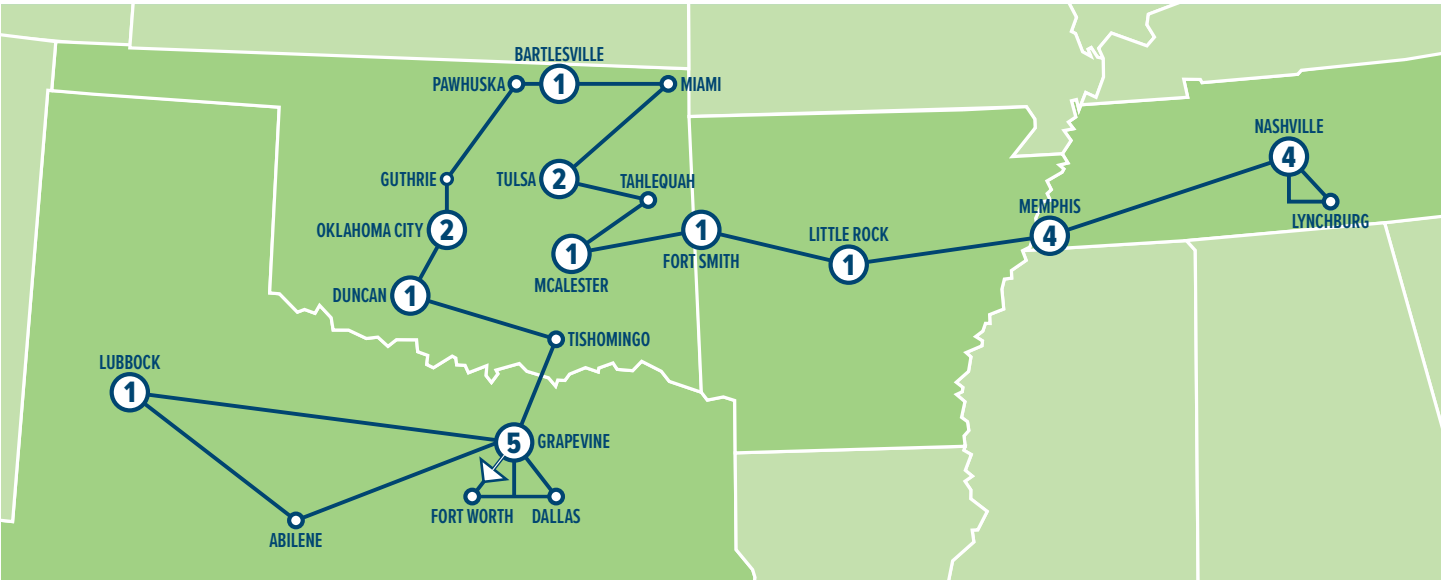 BARTLESVILLE
PAWHUSKA
1
MIAMI
NASHVILLE
4
GUTHRIE
TULSA
2
TAHLEQUAH
LYNCHBURG
MEMPHIS
4
OKLAHOMA CITY
2
1
FORT SMITH
LITTLE ROCK
1
1
MCALESTER
DUNCAN
1
TISHOMINGO
LUBBOCK
1
5
GRAPEVINE
FORT WORTH
DALLAS
ABILENE